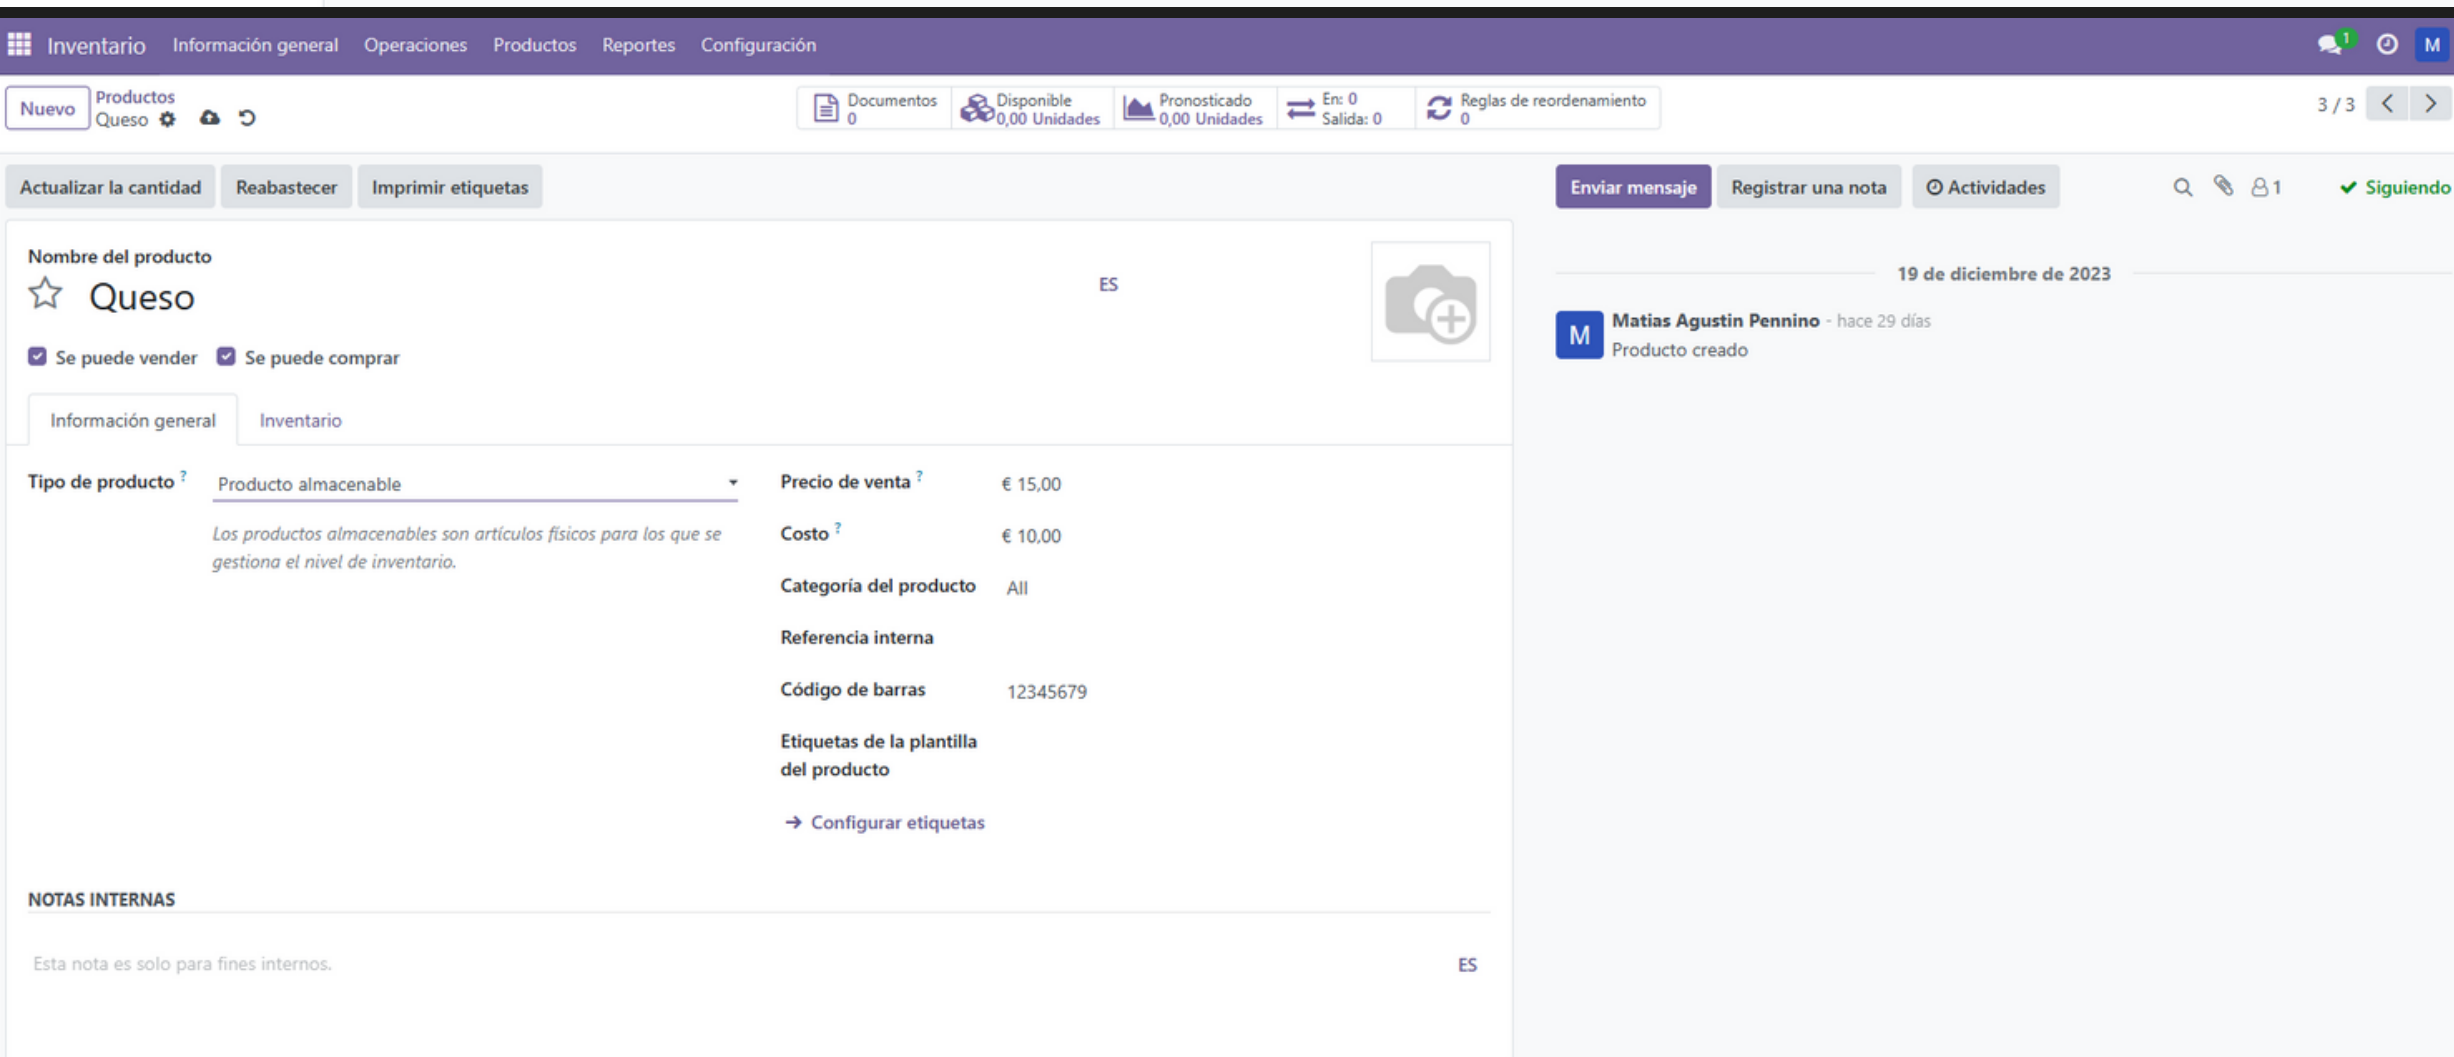 Inventario Información general Operaciones Productos Reportes Configuración 1 M
Nuevo Productos
Queso
Documentos
0
Disponible
0,00 Unidades
Pronosticado
0,00 Unidades
En: 0
Salida: 0
Reglas de reordenamiento
0
3 / 3
Actualizar la cantidad Reabastecer Imprimir etiquetas
Enviar mensaje Registrar una nota Actividades 1 Siguiendo
Nombre del producto
Queso ES
Se puede vender Se puede comprar
Información general Inventario
Tipo de producto ? Producto almacenable
Los productos almacenables son artículos físicos para los que se
gestiona el nivel de inventario.
Precio de venta ? € 15,00
Costo ? € 10,00
Categoría del producto All
Referencia interna
Código de barras 12345679
Etiquetas de la plantilla
del producto
Configurar etiquetas
NOTAS INTERNAS
Esta nota es solo para fines internos. ES
19 de diciembre de 2023
M Matias Agustin Pennino - hace 29 días
Producto creado